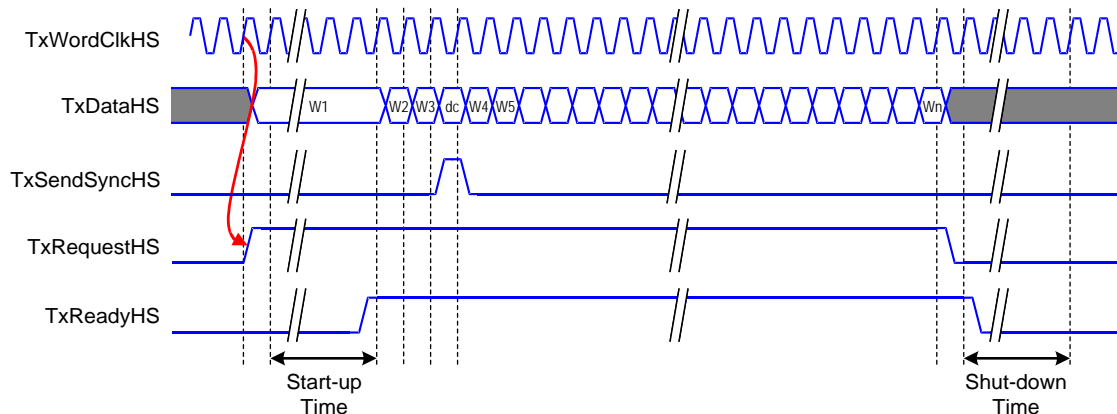 TxWordClkHS
TxDataHS
W1 W2 W3 dc W4 W5 Wn
TxSendSyncHS
TxRequestHS
TxReadyHS
Start-up
Time
Shut-down
Time